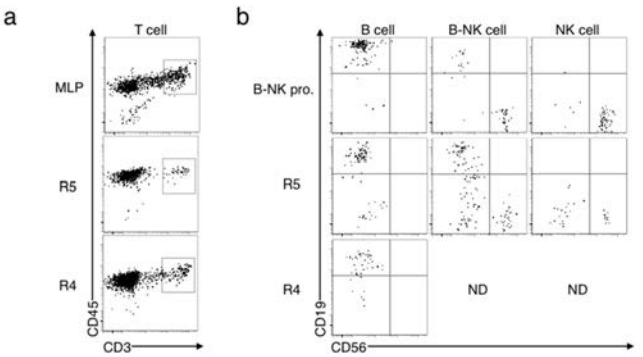 a
b
T cell
B cell
B-NK cell
NK cell
MLP
B-NK pro.
R5
R5
R4
R4
ND
ND
CD45
CD3
CD19
CD56